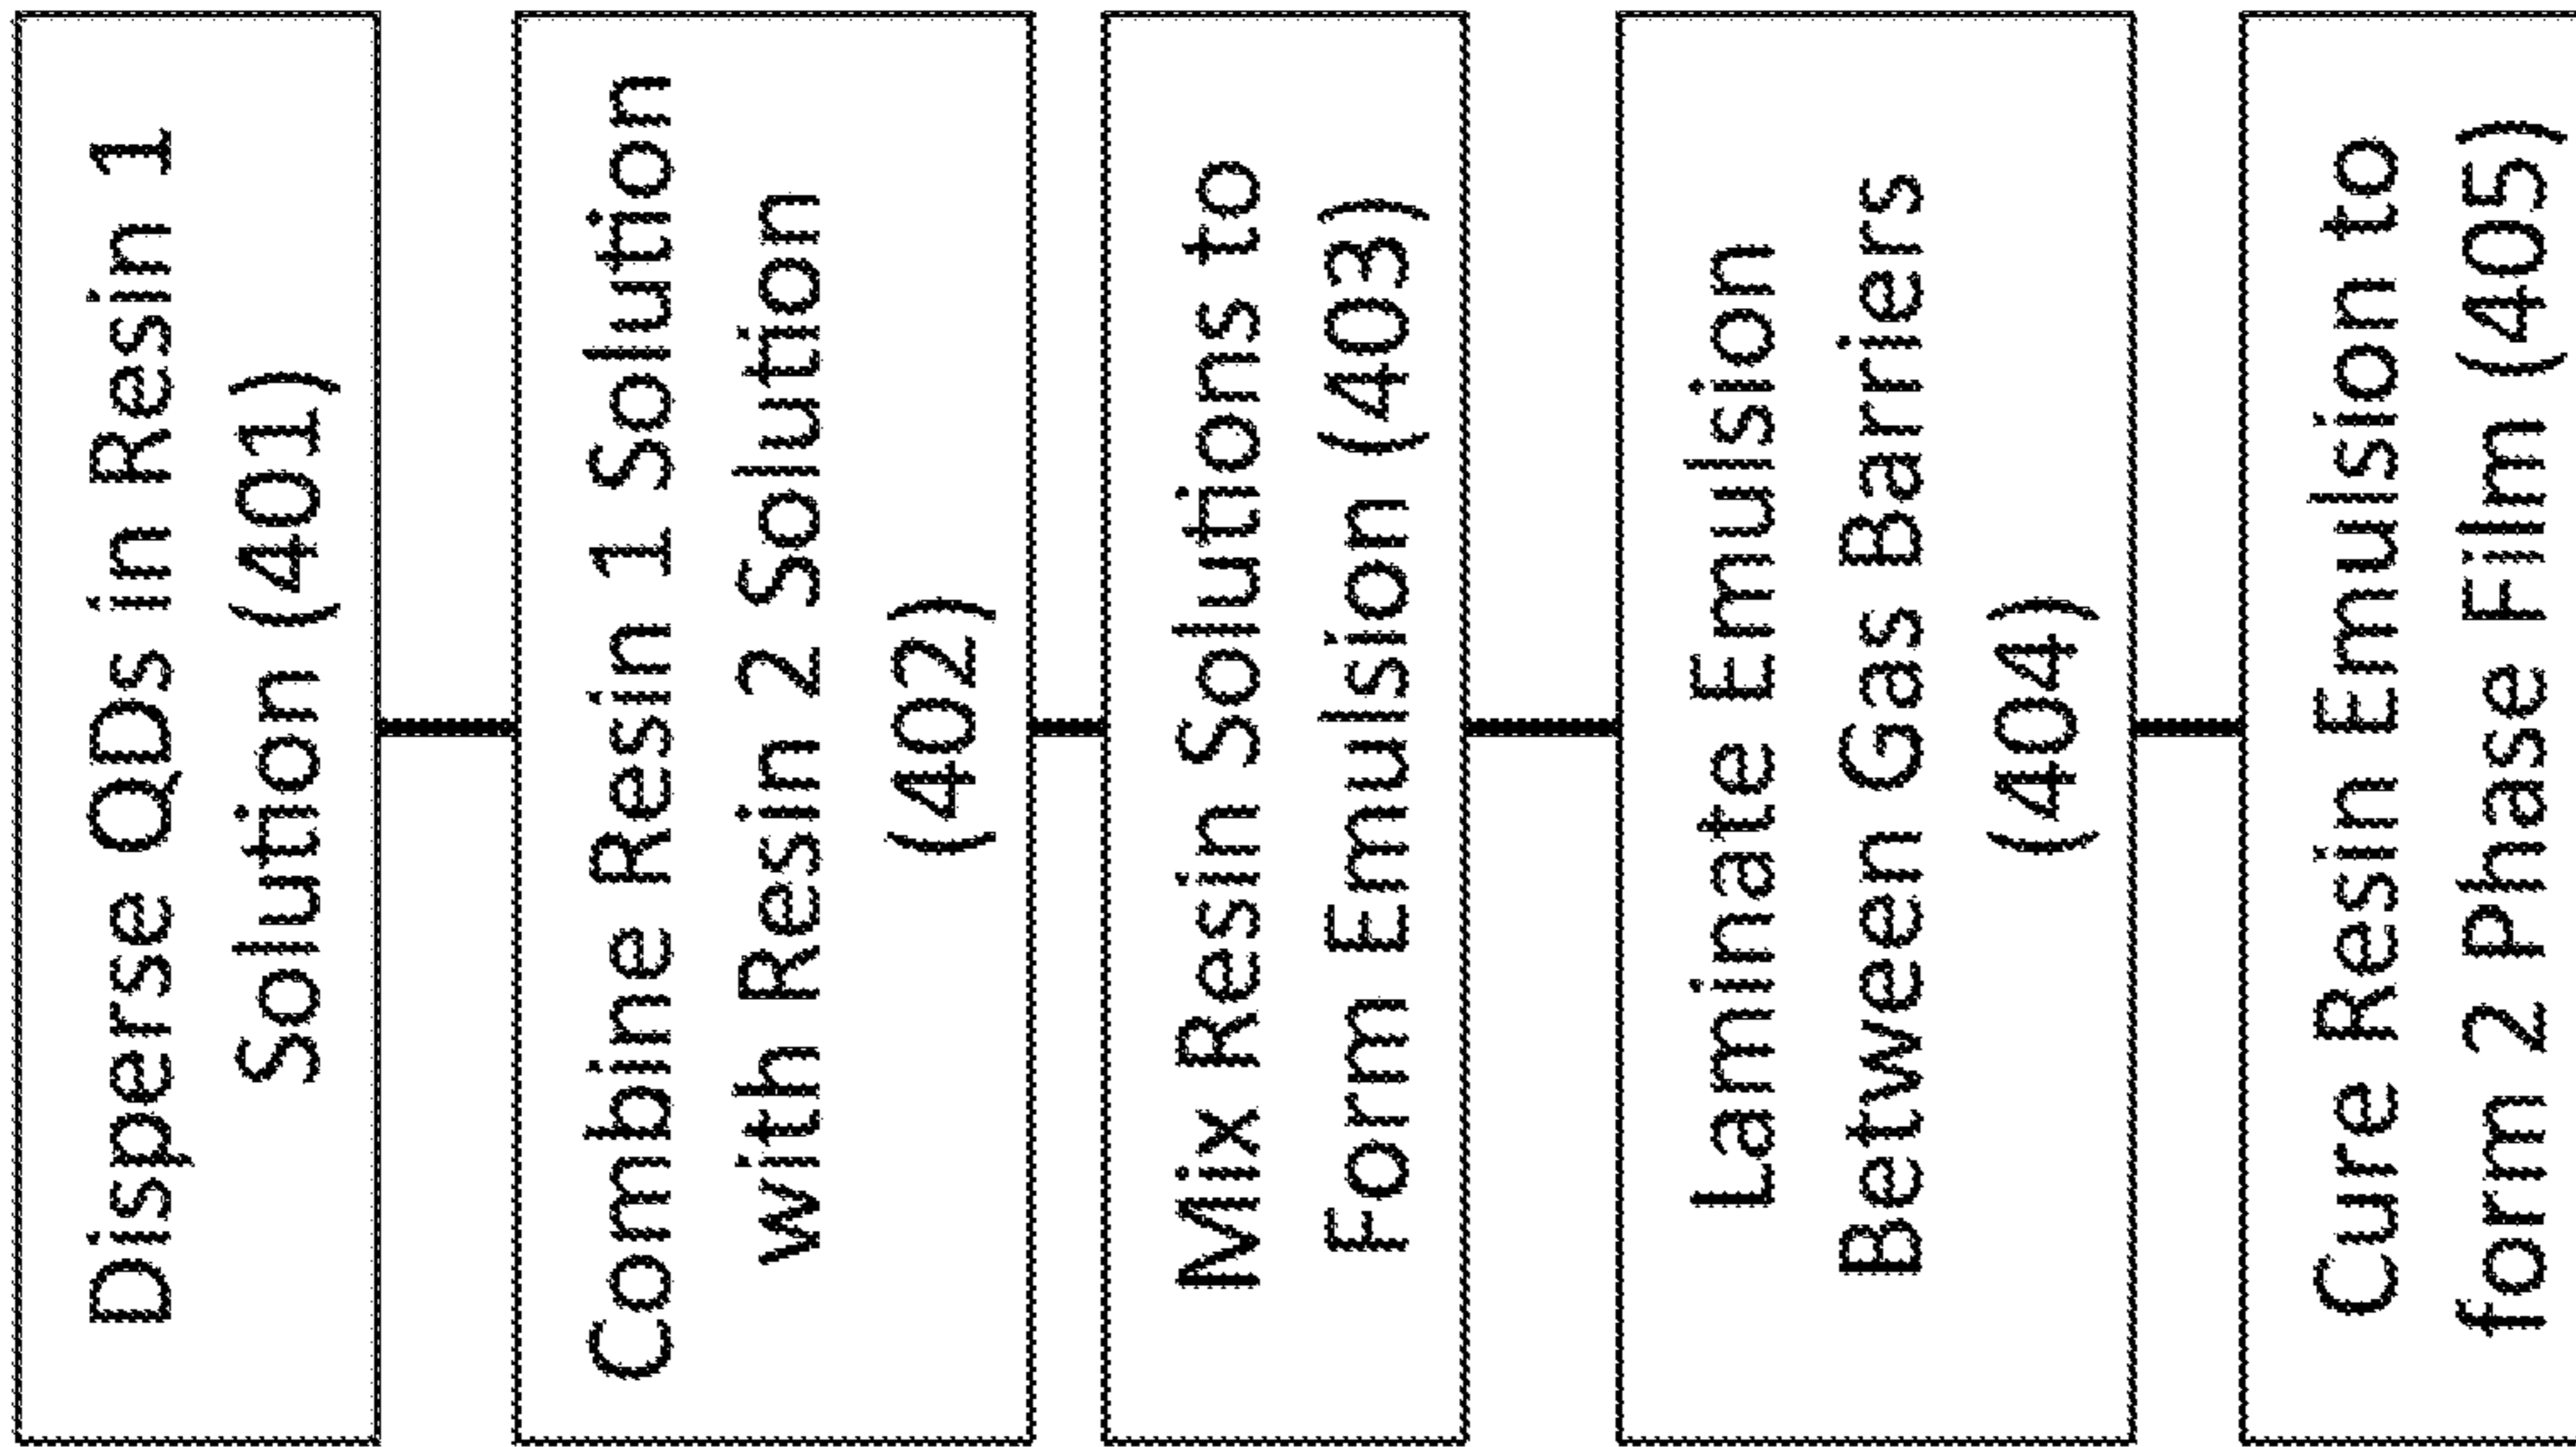 Disperse QDs in Resin 1
Solution (401)
Combine Resin 1 Solution
with Resin 2 Solution
(402)
Mix Resin Solutions to
Form Emulsion (403)
Laminate Emulsion
Between Gas Barriers
(404)
Cure Resin Emulsion to
form 2 Phase Film (405)